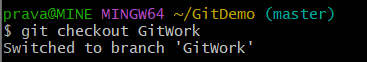 prava@MINE MINGW64 ~/GitDemo (master)
$ git checkout GitWork
Switched to branch 'GitWork'